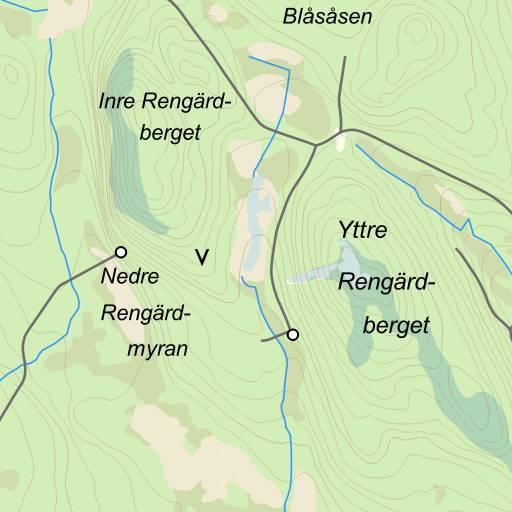 Blåsåsen
Inre Rengärd-
berget
Yttre
Rengärd-
berget
Nedre
Rengärd-
myran